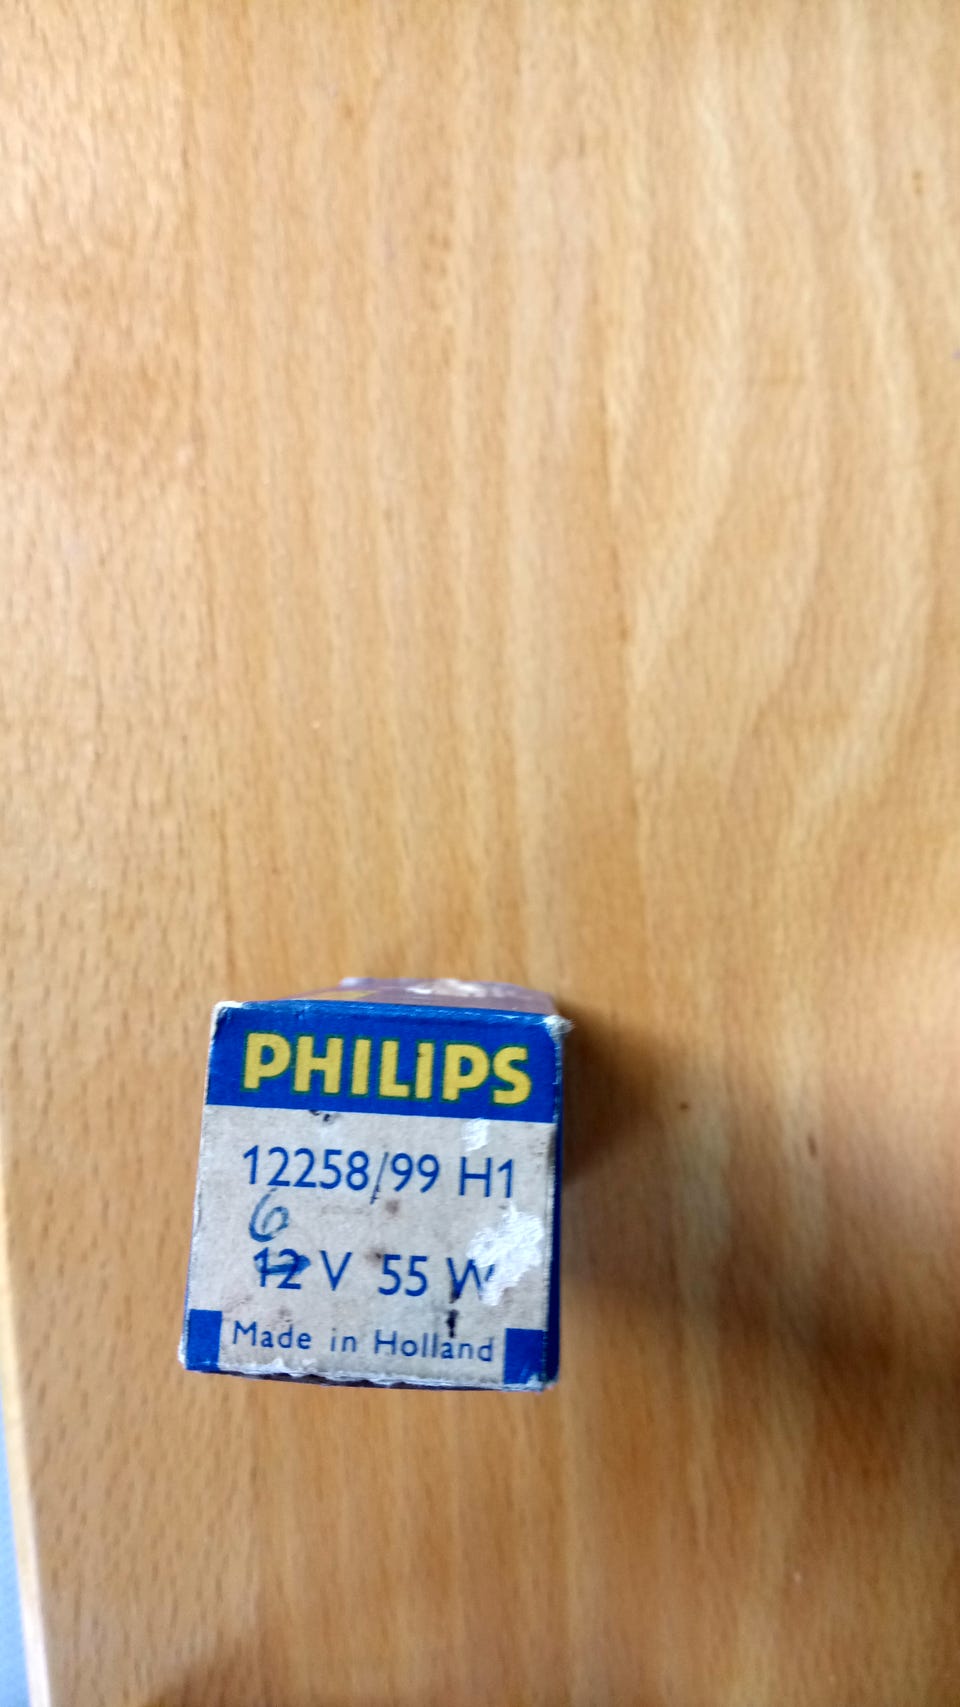 PHILIPS
12258/99 H1
6
12 V 55 W
Made in Holland